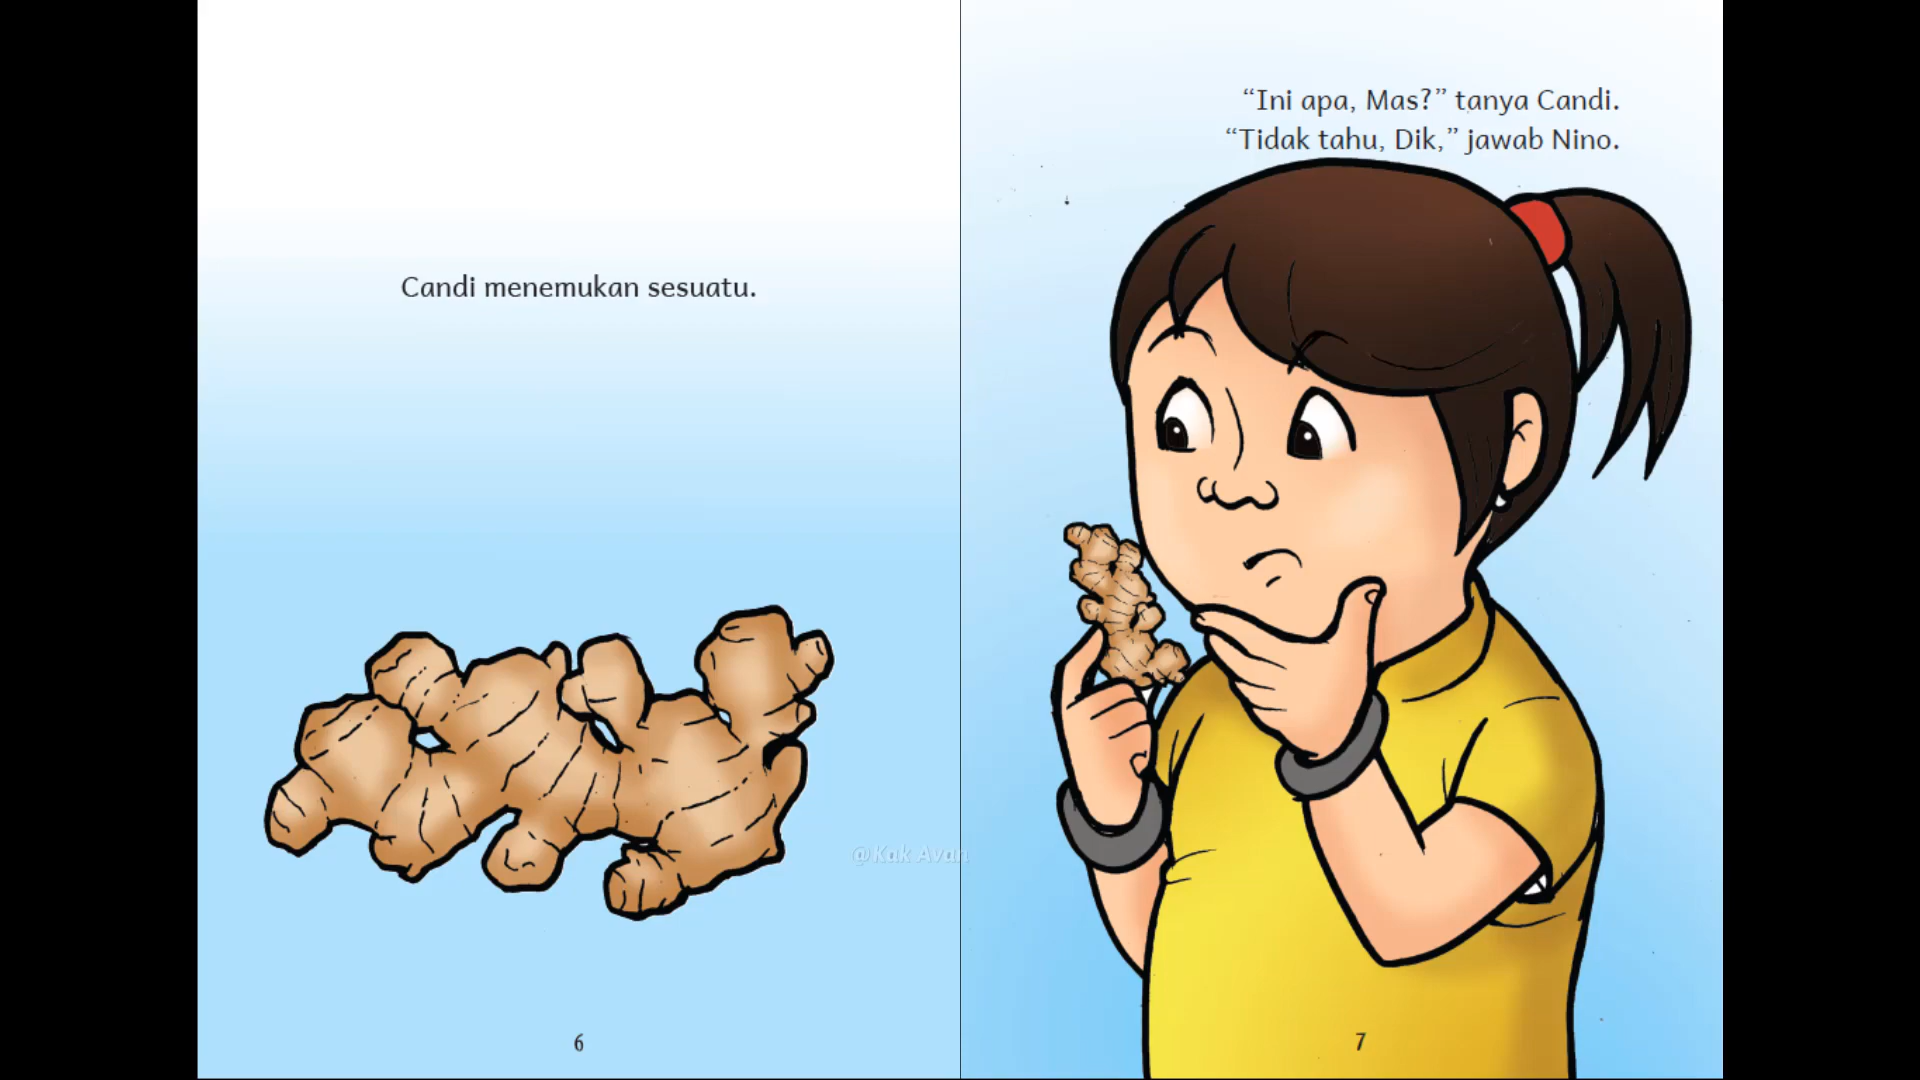 Candi menemukan sesuatu.
@Kak Avan
6
“Ini apa, Mas?” tanya Candi.
“Tidak tahu, Dik,” jawab Nino.
7